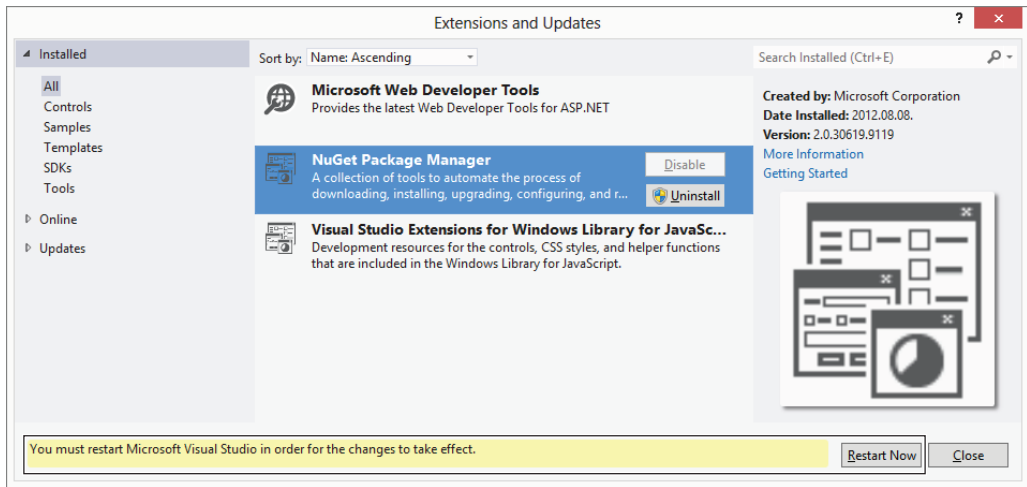 Extensions and Updates
?
Installed
All
Controls
Samples
Templates
SDKs
Tools
Online
Updates
Sort by: Name: Ascending
Microsoft Web Developer Tools
Provides the latest Web Developer Tools for ASP.NET
NuGet Package Manager
A collection of tools to automate the process of
downloading, installing, upgrading, configuring, and r...
Disable
Uninstall
Visual Studio Extensions for Windows Library for JavaSc...
Development resources for the controls, CSS styles, and helper functions
that are included in the Windows Library for JavaScript.
Search Installed (Ctrl+E)
Created by: Microsoft Corporation
Date Installed: 2012.08.08.
Version: 2.0.30619.9119
More Information
Getting Started
You must restart Microsoft Visual Studio in order for the changes to take effect.
Restart Now
Close